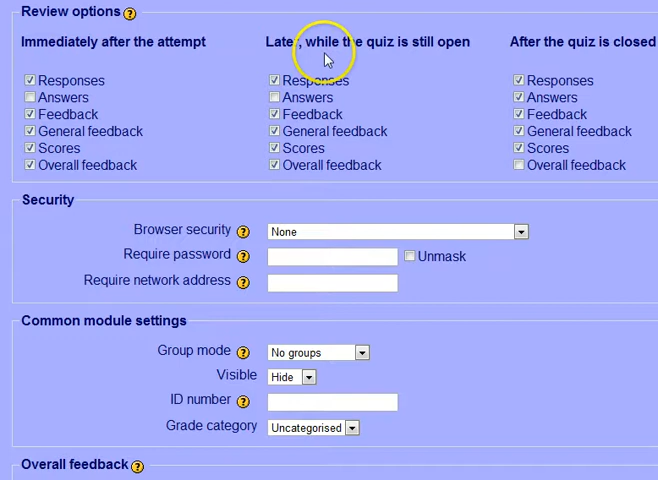 Review options ?
Immediately after the attempt Later, while the quiz is still open After the quiz is closed
Responses Responses Responses
Answers Answers Answers
Feedback Feedback Feedback
General feedback General feedback General feedback
Scores Scores Scores
Overall feedback Overall feedback Overall feedback
Security
Browser security ? None
Require password ? Unmask
Require network address ?
Common module settings
Group mode ? No groups
Visible Hide
ID number ?
Grade category Uncategorised
Overall feedback ?